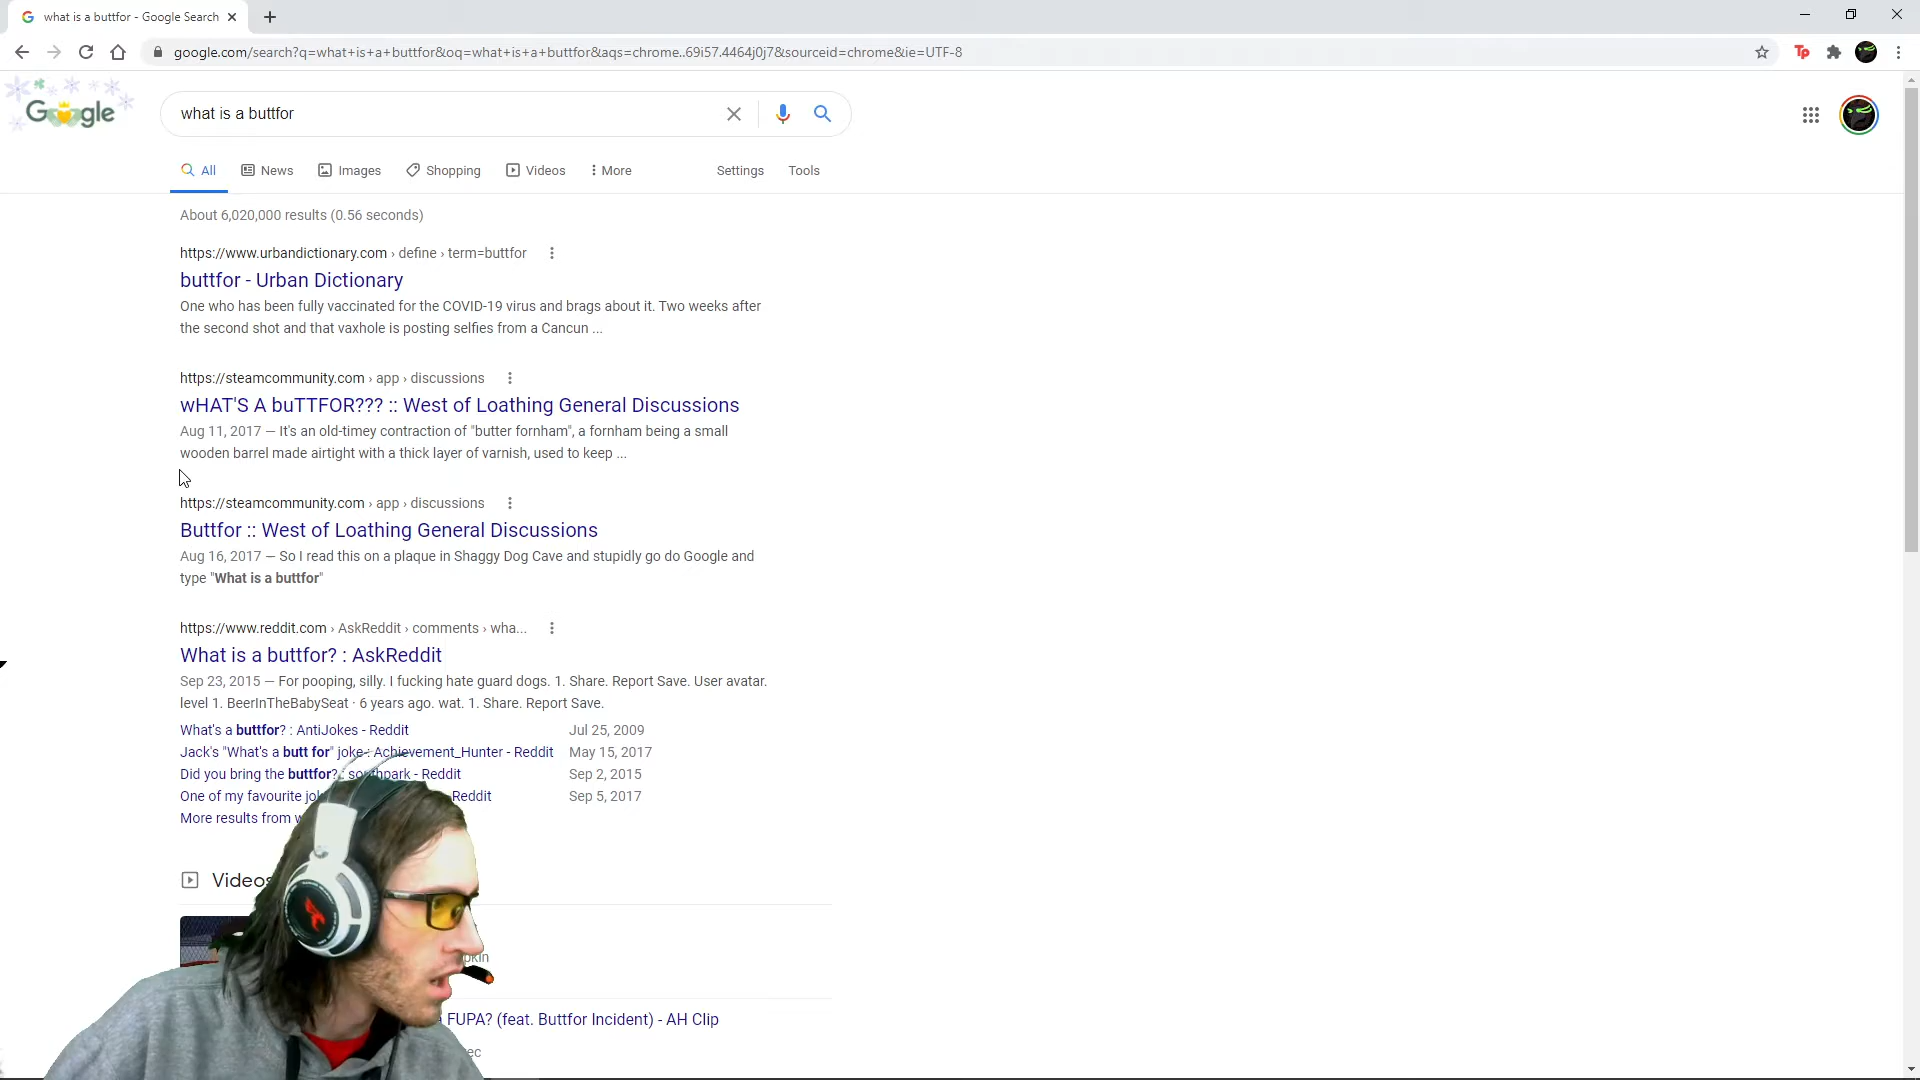 what is a buttfor - Google Search
google.com/search?q=what+is+a+buttfor&oq=what+is+a+buttfor&aqs=chrome..69i57.4464j0j7&sourceid=chrome&ie=UTF-8
Tp
Google
what is a buttfor
All News Images Shopping Videos More Settings Tools
About 6,020,000 results (0.56 seconds)
https://www.urbandictionary.com › define › term=buttfor
buttfor - Urban Dictionary
One who has been fully vaccinated for the COVID-19 virus and brags about it. Two weeks after
the second shot and that vaxhole is posting selfies from a Cancun ...
https://steamcommunity.com › app › discussions
wHAT'S A buTTFOR??? :: West of Loathing General Discussions
Aug 11, 2017 — It's an old-timey contraction of "butter fornham", a fornham being a small
wooden barrel made airtight with a thick layer of varnish, used to keep ...
https://steamcommunity.com › app › discussions
Buttfor :: West of Loathing General Discussions
Aug 16, 2017 — So I read this on a plaque in Shaggy Dog Cave and stupidly go do Google and
type "What is a buttfor"
https://www.reddit.com › AskReddit › comments › wha...
What is a buttfor? : AskReddit
Sep 23, 2015 — For pooping, silly. I fucking hate guard dogs. 1. Share. Report Save. User avatar.
level 1. BeerInTheBabySeat · 6 years ago. wat. 1. Share. Report Save.
What's a buttfor? : AntiJokes - Reddit Jul 25, 2009
Jack's "What's a butt for" joke : Achievement_Hunter - Reddit May 15, 2017
Did you bring the buttfor? : southpark - Reddit Sep 2, 2015
One of my favourite Reddit Sep 5, 2017
More results from
Videos
FUPA? (feat. Buttfor Incident) - AH Clip